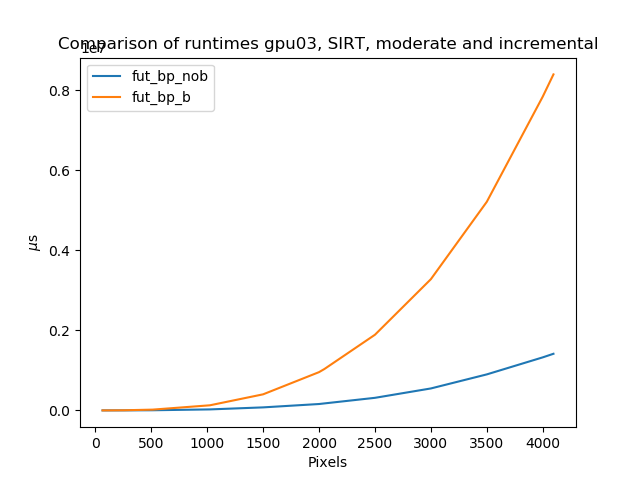 Comparison of runtimes gpu03, SIRT, moderate and incremental
1e7
fut_bp_nob
fut_bp_b
0.8
0.6
0.4
0.2
0.0
μs
0 500 1000 1500 2000 2500 3000 3500 4000
Pixels